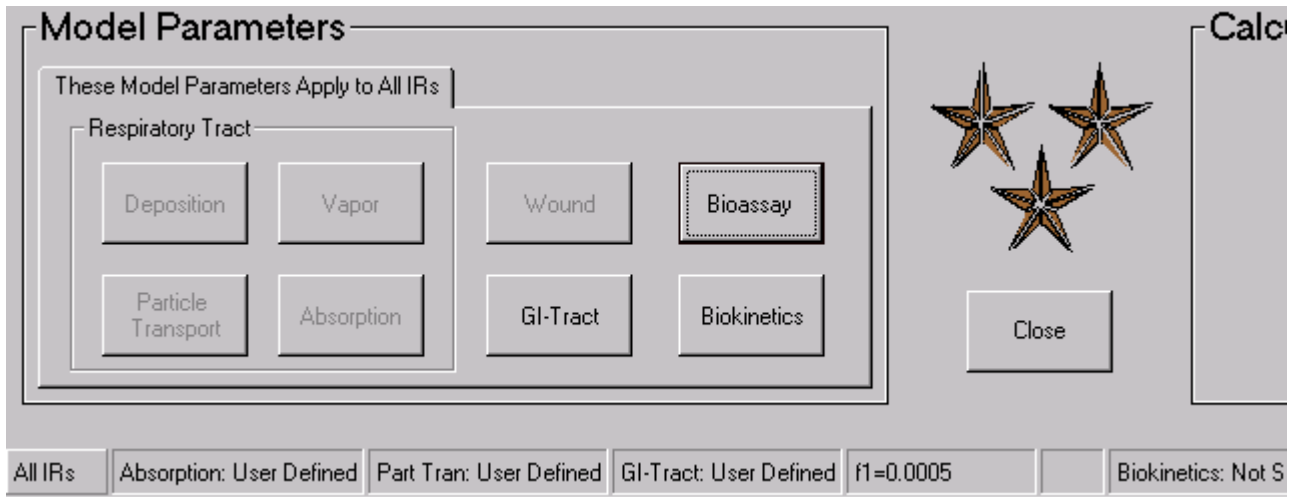 Model Parameters
Calc
These Model Parameters Apply to All IRs
Respiratory Tract
Deposition
Vapor
Wound
Bioassay
Particle
Transport
Absorption
GI-Tract
Biokinetics
Close
All IRs
Absorption: User Defined
Part Tran: User Defined
GI-Tract: User Defined
f1=0.0005
Biokinetics: Not S